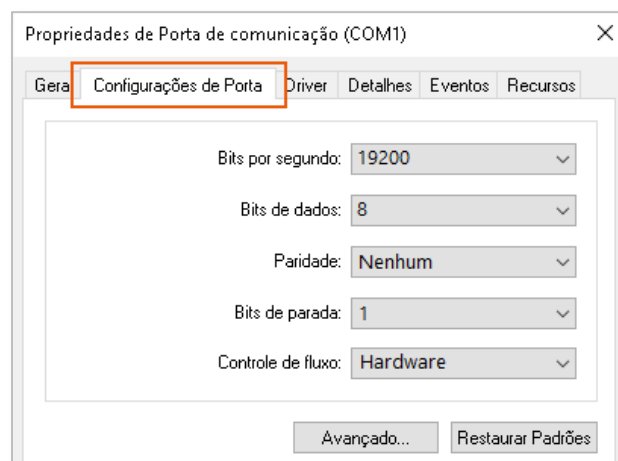 Propriedades de Porta de comunicação (COM1)
Gera Configurações de Porta Driver Detalhes Eventos Recursos
Bits por segundo: 19200
Bits de dados: 8
Paridade: Nenhum
Bits de parada: 1
Controle de fluxo: Hardware
Avançado... Restaurar Padrões